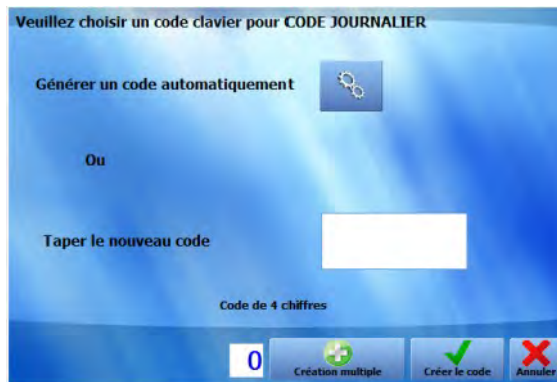 Veuillez choisir un code clavier pour CODE JOURNALIER
Générer un code automatiquement
Ou
Taper le nouveau code
Code de 4 chiffres
0
Création multiple
Créer le code
Annuler